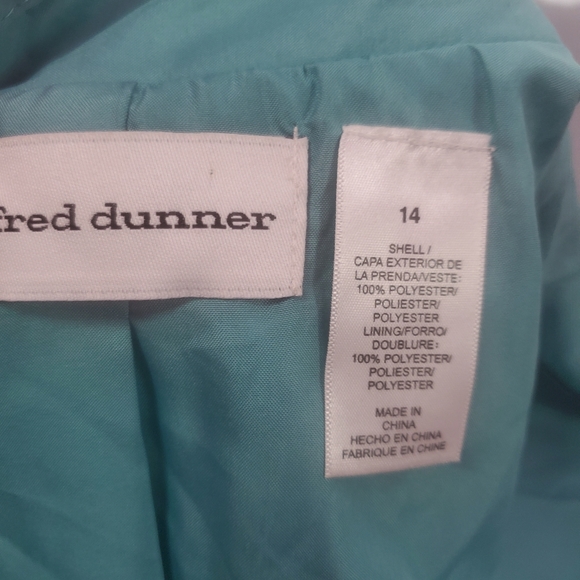 fred dunner
14
SHELL /
CAPA EXTERIOR DE
LA PRENDA/VESTE:
100% POLYESTER/
POLIESTER/
POLYESTER
LINING/FORRO/
DOUBLURE:
100% POLYESTER/
POLIESTER/
POLYESTER
MADE IN
CHINA
HECHO EN CHINA
FABRIQUE EN CHINE